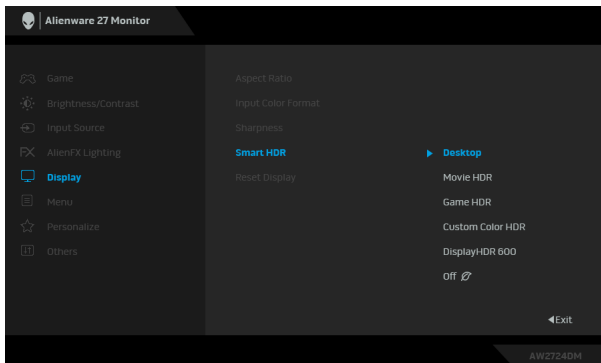 Alienware 27 Monitor
Game
Brightness/Contrast
Input Source
FX AlienFX Lighting
Display
Menu
Personalize
Others
Aspect Ratio
Input Color Format
Sharpness
Smart HDR
Reset Display
Desktop
Movie HDR
Game HDR
Custom Color HDR
DisplayHDR 600
Off
Exit
AW2724DM